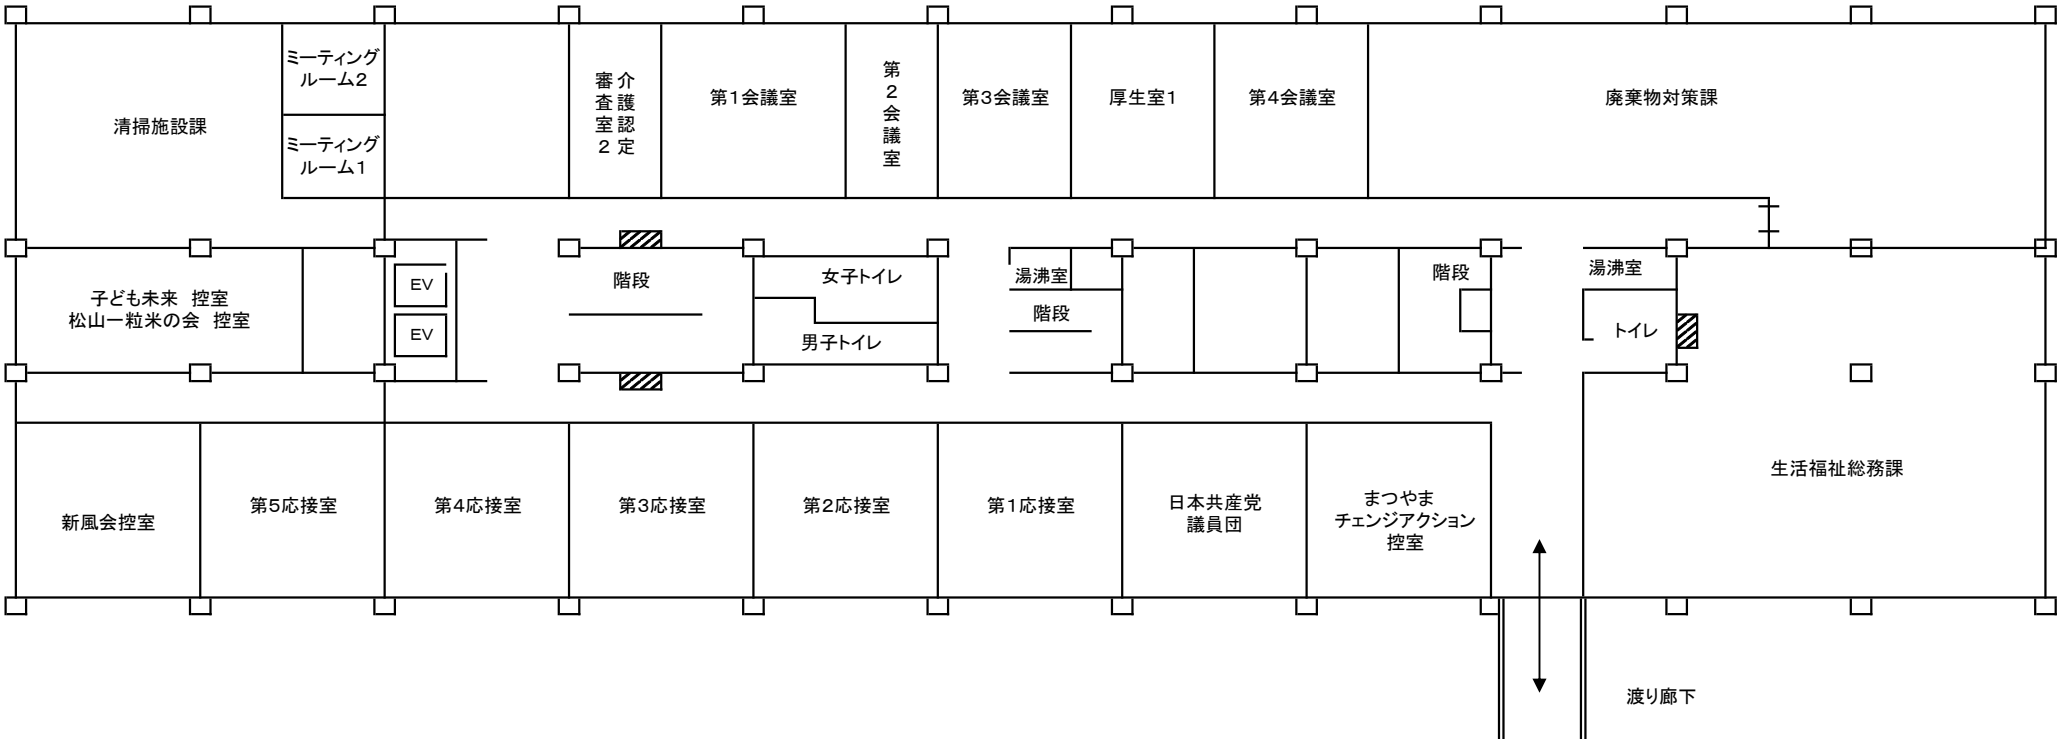 清掃施設課
ミーティング
ルーム2
ミーティング
ルーム1
介護認定
審査室2
第1会議室
第2会議室
第3会議室
厚生室1
第4会議室
廃棄物対策課
子ども未来 控室
松山一粒米の会 控室
EV
EV
階段
女子トイレ
男子トイレ
湯沸室
階段
階段
湯沸室
トイレ
新風会控室
第5応接室
第4応接室
第3応接室
第2応接室
第1応接室
日本共産党
議員団
まつやま
チェンジアクション
控室
生活福祉総務課
渡り廊下